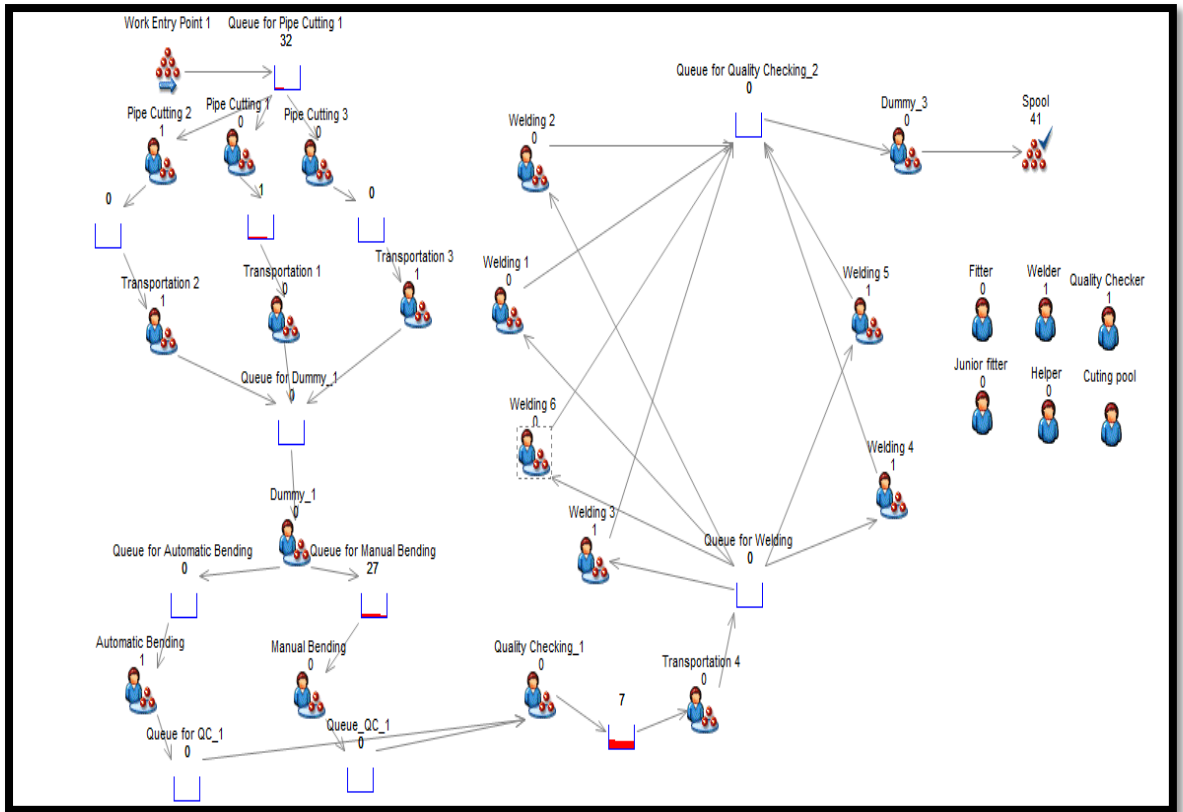 Work Entry Point 1
Queue for Pipe Cutting 1
32
Pipe Cutting 2
1
Pipe Cutting 1
0
Pipe Cutting 3
0
0
1
0
Transportation 2
1
Transportation 1
0
Transportation 3
1
Queue for Dummy_1
0
Dummy_1
0
Queue for Automatic Bending
0
Queue for Manual Bending
27
Automatic Bending
1
Manual Bending
0
Queue for QC_1
0
Queue_QC_1
0
Quality Checking_1
0
7
Transportation 4
0
Queue for Welding
0
Welding 2
0
Welding 1
0
Welding 6
0
Welding 3
1
Welding 5
1
Welding 4
1
Queue for Quality Checking_2
0
Dummy_3
0
Spool
41
Fitter
0
Welder
1
Quality Checker
1
Junior fitter
0
Helper
0
Cuting pool